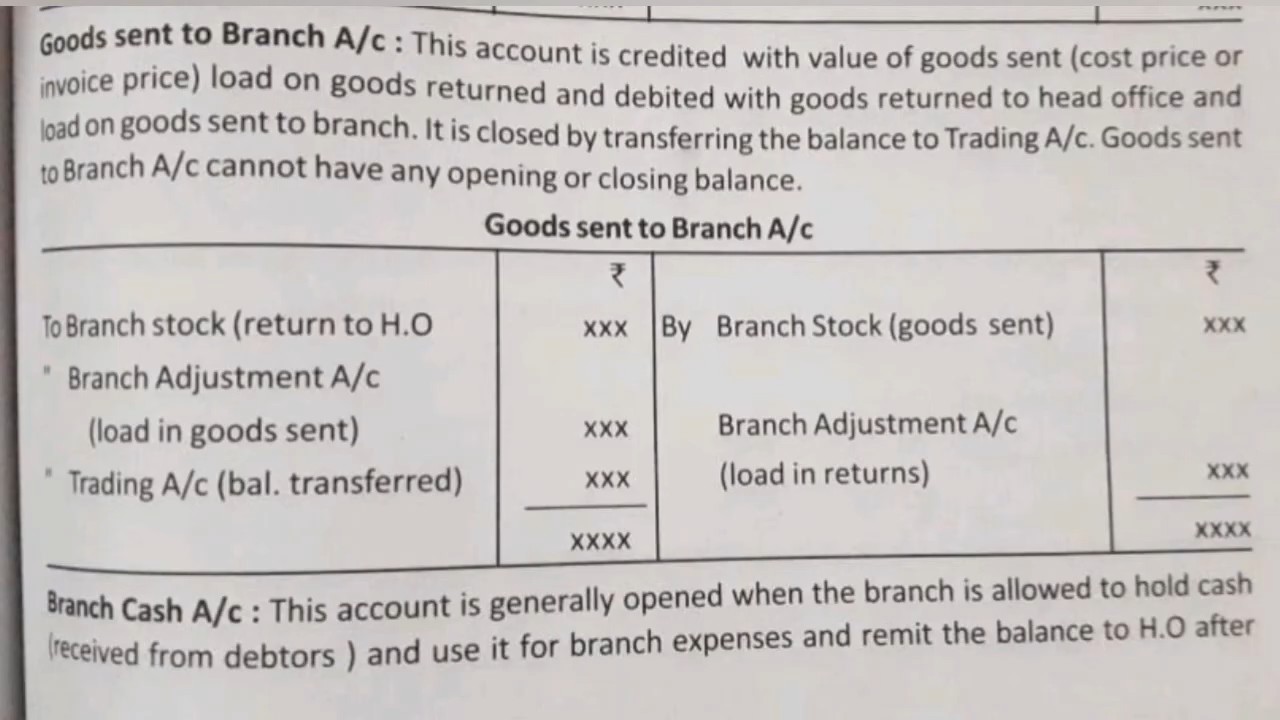 Goods sent to Branch A/c : This account is credited with value of goods sent (cost price or
invoice price) load on goods returned and debited with goods returned to head office and
load on goods sent to branch. It is closed by transferring the balance to Trading A/c. Goods sent
to Branch A/c cannot have any opening or closing balance.
Goods sent to Branch A/c
₹ ₹
To Branch stock (return to H.O xxx By Branch Stock (goods sent) xxx
" Branch Adjustment A/c
(load in goods sent) xxx Branch Adjustment A/c
" Trading A/c (bal. transferred) xxx (load in returns) xxx
xxxx xxxx
Branch Cash A/c : This account is generally opened when the branch is allowed to hold cash
(received from debtors ) and use it for branch expenses and remit the balance to H.O after